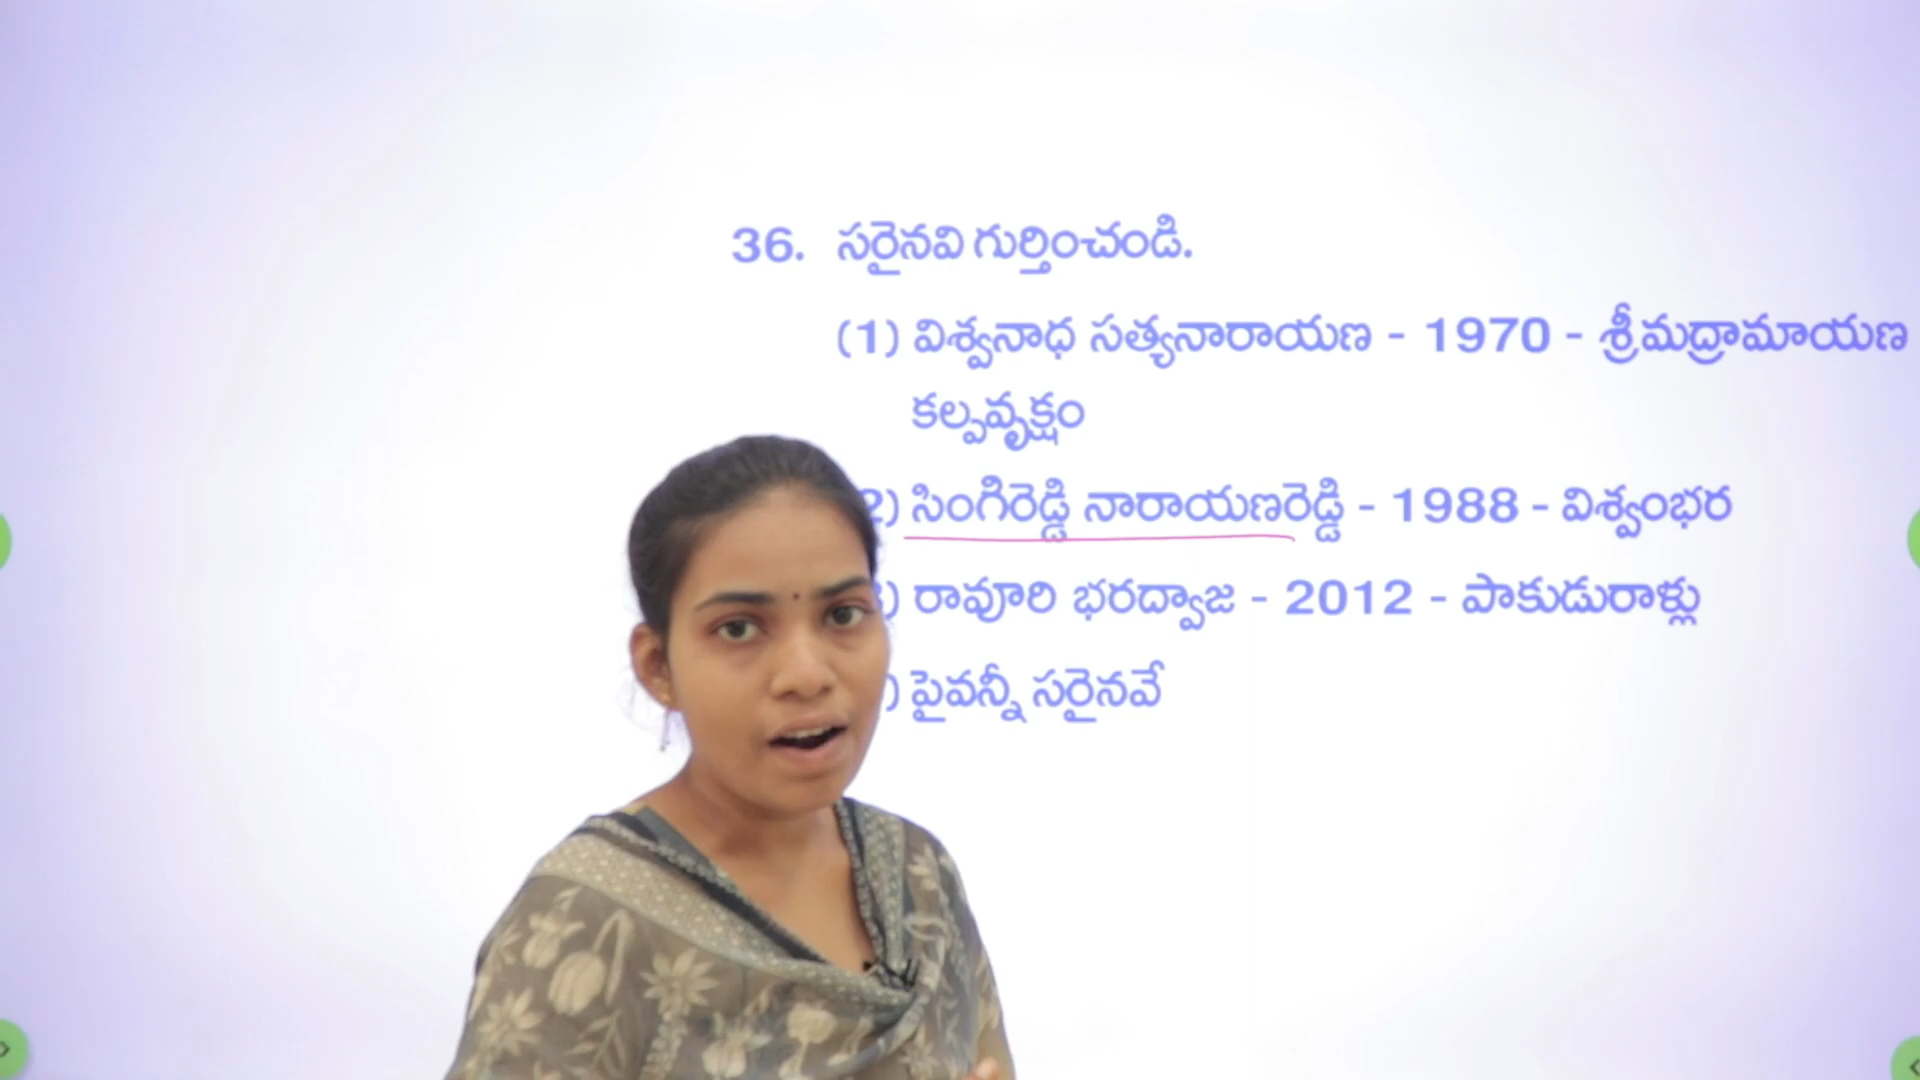 36. సరైనవి గుర్తించండి.
(1) విశ్వనాధ సత్యనారాయణ - 1970 - శ్రీమద్రామాయణ
కల్పవృక్షం
2) సింగిరెడ్డి నారాయణరెడ్డి - 1988 - విశ్వంభర
) రావూరి భరద్వాజ - 2012 - పాకుడురాళ్లు
) పైవన్నీ సరైనవే